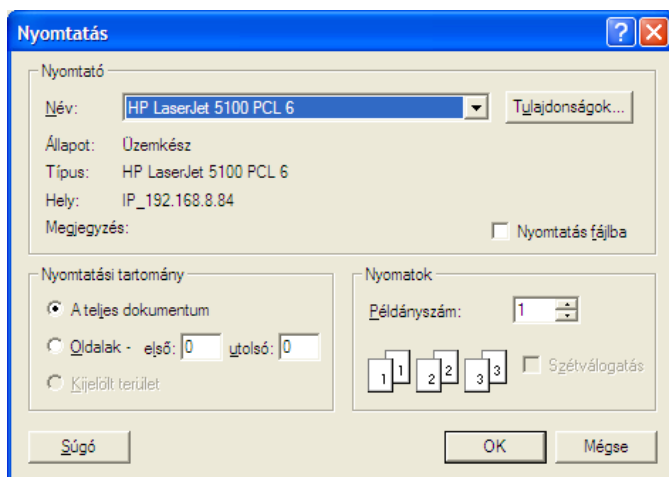 Nyomtatás
Nyomtató
Név: HP LaserJet 5100 PCL 6 Tulajdonságok...
Állapot: Üzemkész
Típus: HP LaserJet 5100 PCL 6
Hely: IP_192.168.8.84
Megjegyzés: Nyomtatás fájlba
Nyomtatási tartomány
A teljes dokumentum
Oldalak - első: 0 utolsó: 0
Kijelölt terület
Nyomatok
Példányszám: 1
1 1 2 2 3 3 Szétválogatás
Súgó OK Mégse